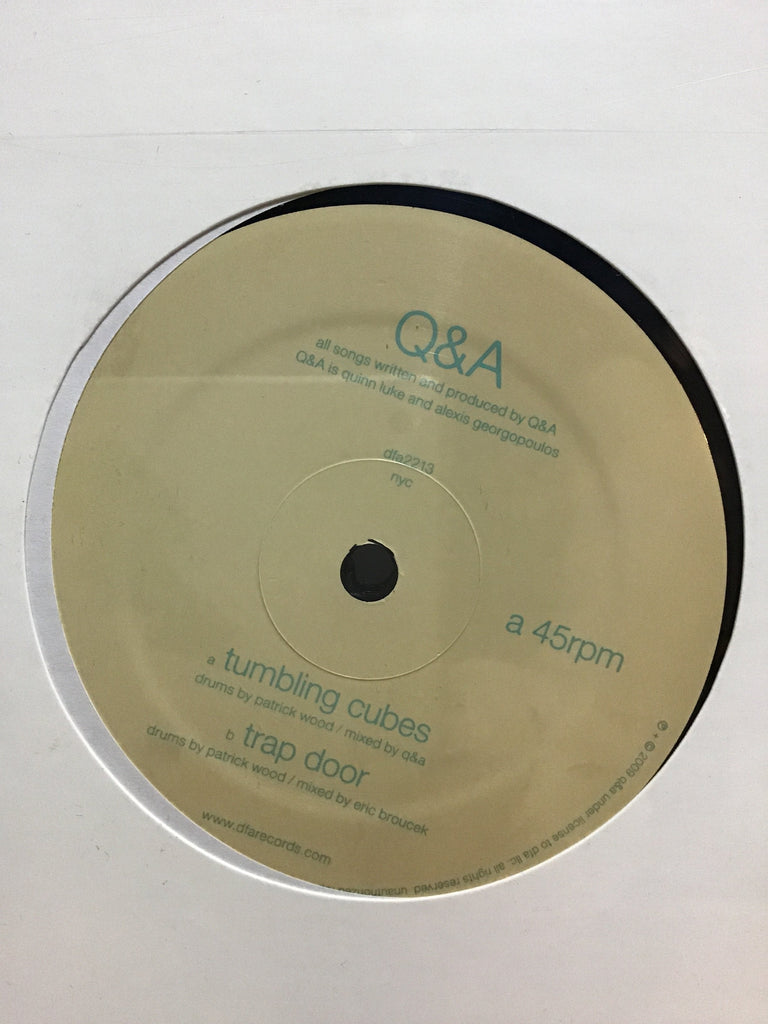 Q&A
all songs written and produced by Q&A
Q&A is quinn luke and alexis georgopoulos
dfa2213
nyc
a 45rpm
a tumbling cubes
drums by patrick wood / mixed by q&a
b trap door
drums by patrick wood / mixed by eric broucek
www.dfarecords.com
℗ + © 2009 q&a under license to dfa llc. all rights reserved. unauthorized